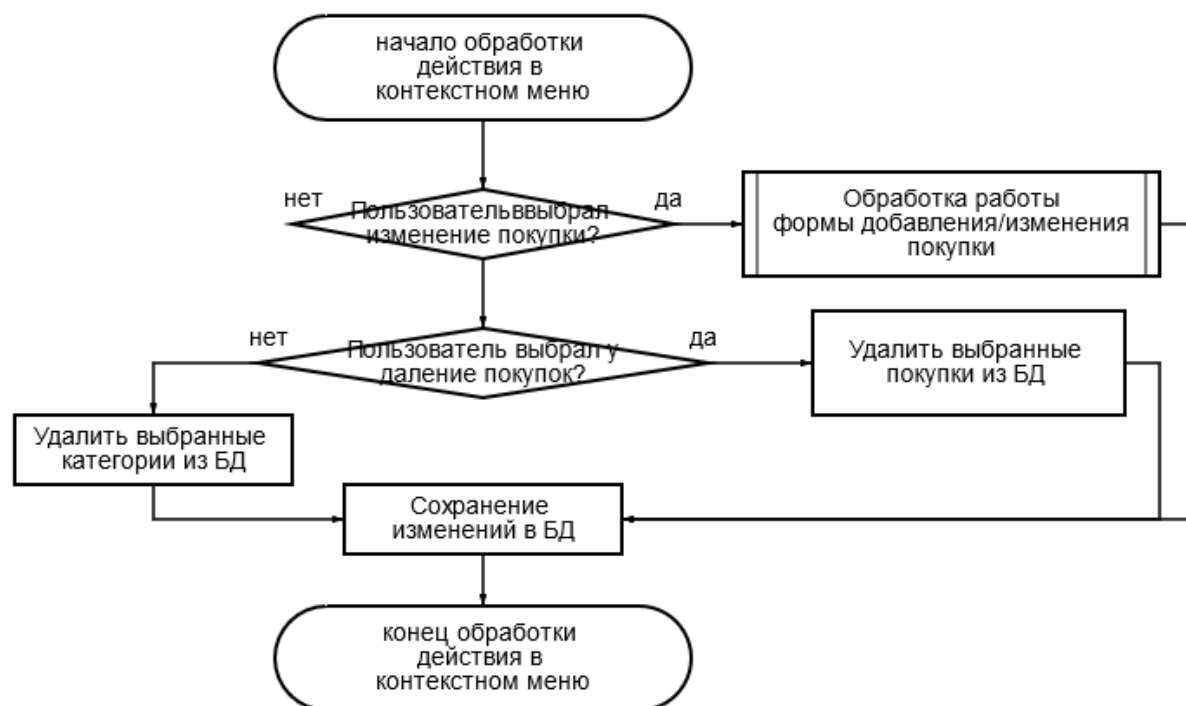 начало обработки
действия в
контекстном меню
нет
да
Пользовательввыбрал
изменение покупки?
Обработка работы
формы добавления/изменения
покупки
нет
да
Пользователь выбрал у
даление покупок?
Удалить выбранные
покупки из БД
Удалить выбранные
категории из БД
Сохранение
изменений в БД
конец обработки
действия в
контекстном меню